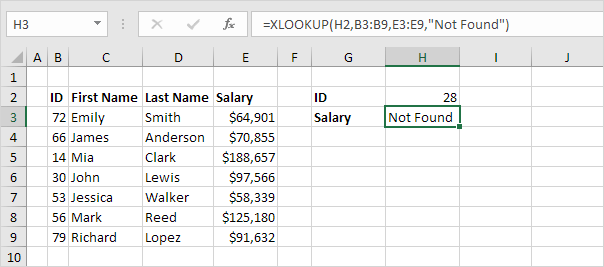 H3 fx =XLOOKUP(H2,B3:B9,E3:E9,"Not Found")
A B C D E F G H I J
1
2 ID First Name Last Name Salary ID 28
3 72 Emily Smith $64,901 Salary Not Found
4 66 James Anderson $70,855
5 14 Mia Clark $188,657
6 30 John Lewis $97,566
7 53 Jessica Walker $58,339
8 56 Mark Reed $125,180
9 79 Richard Lopez $91,632
10